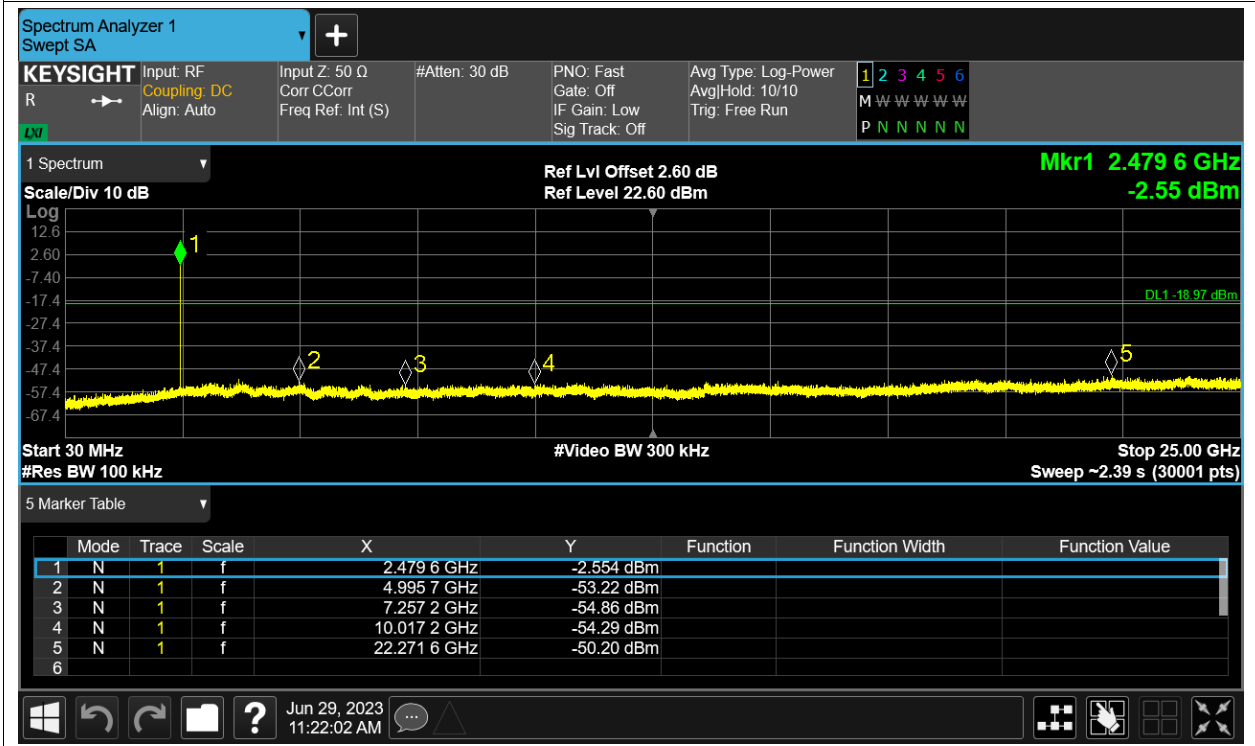 Spectrum Analyzer 1
Swept SA
KEYSIGHT Input: RF Input Z: 50 Ω #Atten: 30 dB PNO: Fast Avg Type: Log-Power 1 2 3 4 5 6
R Coupling: DC Corr CCorr Gate: Off Avg|Hold: 10/10 M W W W W W
Align: Auto Freq Ref: Int (S) IF Gain: Low Trig: Free Run
LXI Sig Track: Off P N N N N N
1 Spectrum Ref Lvl Offset 2.60 dB Mkr1 2.479 6 GHz
Scale/Div 10 dB Ref Level 22.60 dBm -2.55 dBm
Log
12.6
1
2.60
-7.40
-17.4 DL1 -18.97 dBm
-27.4
-37.4
2 3 4 5
-47.4
-57.4
-67.4
Start 30 MHz #Video BW 300 kHz Stop 25.00 GHz
#Res BW 100 kHz Sweep ~2.39 s (30001 pts)
5 Marker Table
Mode Trace Scale X Y Function Function Width Function Value
1 N 1 f 2.479 6 GHz -2.554 dBm
2 N 1 f 4.995 7 GHz -53.22 dBm
3 N 1 f 7.257 2 GHz -54.86 dBm
4 N 1 f 10.017 2 GHz -54.29 dBm
5 N 1 f 22.271 6 GHz -50.20 dBm
6
? Jun 29, 2023
11:22:02 AM